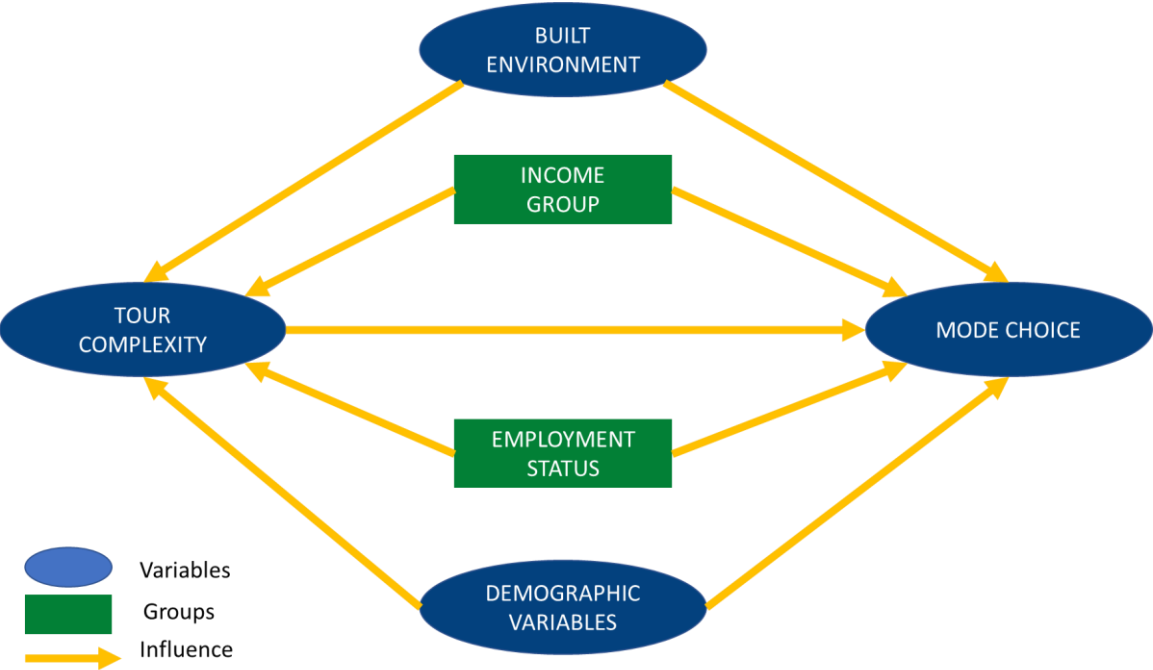 BUILT
ENVIRONMENT
INCOME
GROUP
TOUR
COMPLEXITY
MODE CHOICE
EMPLOYMENT
STATUS
DEMOGRAPHIC
VARIABLES
Variables
Groups
Influence